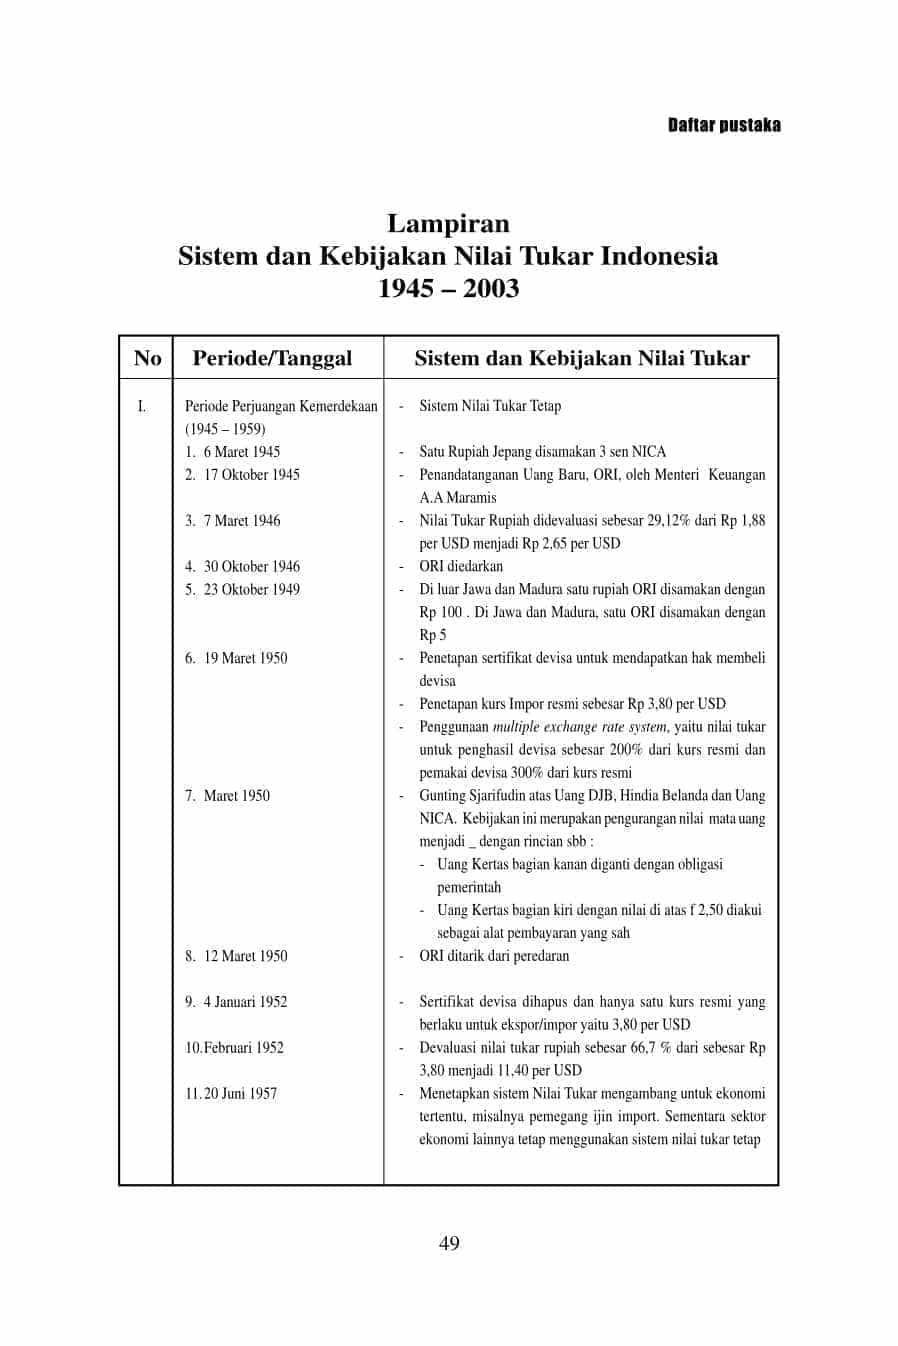 Daftar pustaka
Lampiran
Sistem dan Kebijakan Nilai Tukar Indonesia
1945 – 2003
No Periode/Tanggal Sistem dan Kebijakan Nilai Tukar
I. Periode Perjuangan Kemerdekaan - Sistem Nilai Tukar Tetap
(1945 – 1959)
1. 6 Maret 1945 - Satu Rupiah Jepang disamakan 3 sen NICA
2. 17 Oktober 1945 - Penandatanganan Uang Baru, ORI, oleh Menteri Keuangan
A.A Maramis
3. 7 Maret 1946 - Nilai Tukar Rupiah didevaluasi sebesar 29,12% dari Rp 1,88
per USD menjadi Rp 2,65 per USD
4. 30 Oktober 1946 - ORI diedarkan
5. 23 Oktober 1949 - Di luar Jawa dan Madura satu rupiah ORI disamakan dengan
Rp 100 . Di Jawa dan Madura, satu ORI disamakan dengan
Rp 5
6. 19 Maret 1950 - Penetapan sertifikat devisa untuk mendapatkan hak membeli
devisa
- Penetapan kurs Impor resmi sebesar Rp 3,80 per USD
- Penggunaan multiple exchange rate system, yaitu nilai tukar
untuk penghasil devisa sebesar 200% dari kurs resmi dan
pemakai devisa 300% dari kurs resmi
7. Maret 1950 - Gunting Sjarifudin atas Uang DJB, Hindia Belanda dan Uang
NICA. Kebijakan ini merupakan pengurangan nilai mata uang
menjadi _ dengan rincian sbb :
- Uang Kertas bagian kanan diganti dengan obligasi
pemerintah
- Uang Kertas bagian kiri dengan nilai di atas f 2,50 diakui
sebagai alat pembayaran yang sah
8. 12 Maret 1950 - ORI ditarik dari peredaran
9. 4 Januari 1952 - Sertifikat devisa dihapus dan hanya satu kurs resmi yang
berlaku untuk ekspor/impor yaitu 3,80 per USD
10. Februari 1952 - Devaluasi nilai tukar rupiah sebesar 66,7 % dari sebesar Rp
3,80 menjadi 11,40 per USD
11. 20 Juni 1957 - Menetapkan sistem Nilai Tukar mengambang untuk ekonomi
tertentu, misalnya pemegang ijin import. Sementara sektor
ekonomi lainnya tetap menggunakan sistem nilai tukar tetap
49